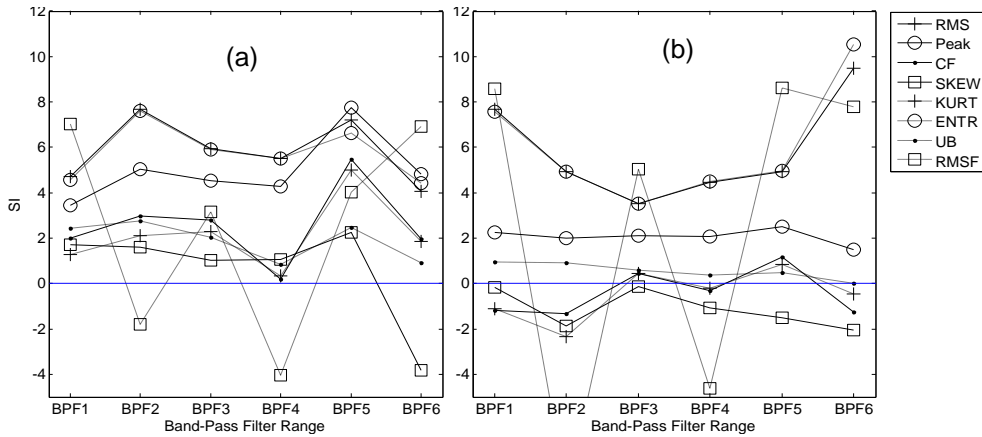 12
10
8
6
4
2
0
-2
-4
SI
(a)
BPF1 BPF2 BPF3 BPF4 BPF5 BPF6
Band-Pass Filter Range
12
10
8
6
4
2
0
-2
-4
(b)
BPF1 BPF2 BPF3 BPF4 BPF5 BPF6
Band-Pass Filter Range
RMS
Peak
CF
SKEW
KURT
ENTR
UB
RMSF